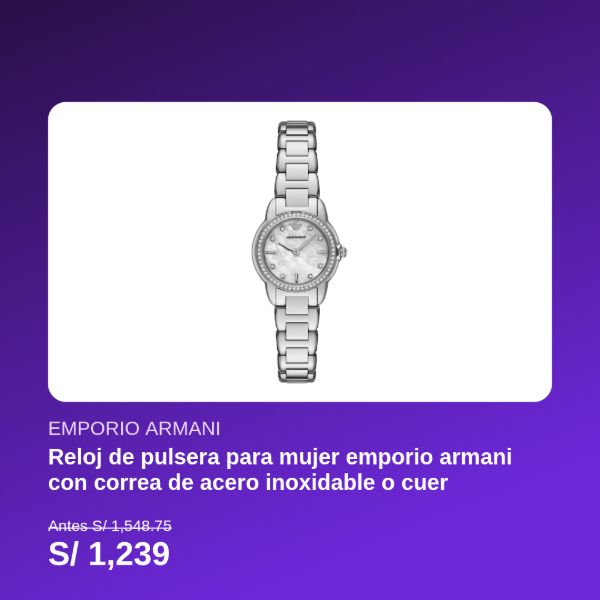 EMPORIO ARMANI
Reloj de pulsera para mujer emporio armani
con correa de acero inoxidable o cuer
Antes S/ 1,548.75
S/ 1,239